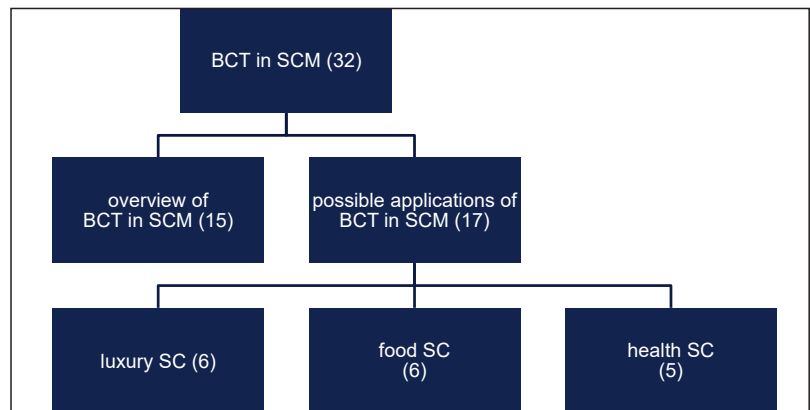 BCT in SCM (32)
overview of
BCT in SCM (15)
possible applications of
BCT in SCM (17)
luxury SC (6)
food SC
(6)
health SC
(5)